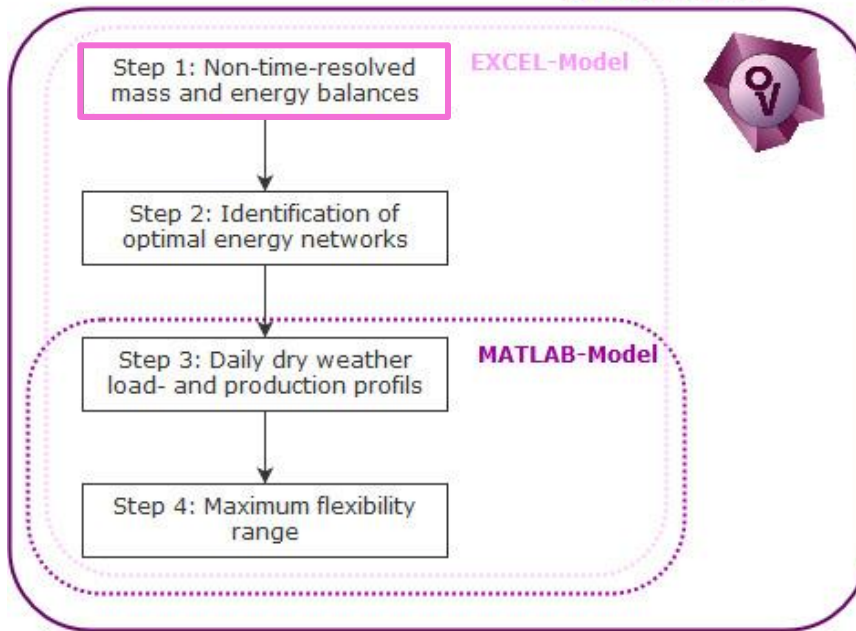 Step 1: Non-time-resolved
mass and energy balances
EXCEL-Model
Step 2: Identification of
optimal energy networks
Step 3: Daily dry weather
load- and production profils
MATLAB-Model
Step 4: Maximum flexibility
range